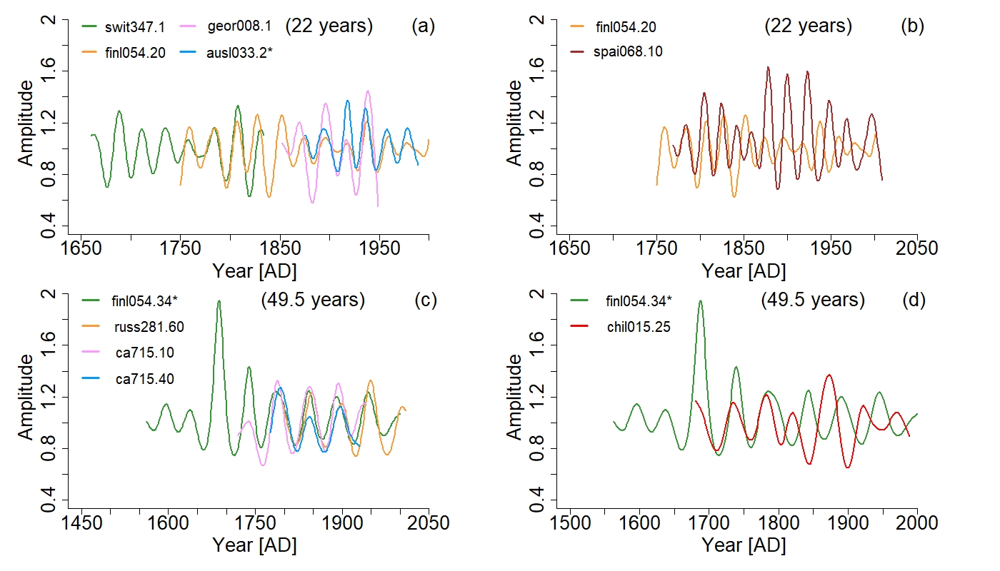 swit347.1 geor008.1 (22 years) (a)
finl054.20 ausl033.2*
Amplitude
0.4 0.8 1.2 1.6 2
1650 1750 1850 1950
Year [AD]
finl054.20 (22 years) (b)
spai068.10
Amplitude
0.4 0.8 1.2 1.6 2
1650 1750 1850 1950 2050
Year [AD]
finl054.34* (49.5 years) (c)
russ281.60
ca715.10
ca715.40
Amplitude
0.4 0.8 1.2 1.6 2
1450 1600 1750 1900 2050
Year [AD]
finl054.34* (49.5 years) (d)
chil015.25
Amplitude
0.4 0.8 1.2 1.6 2
1500 1600 1700 1800 1900 2000
Year [AD]